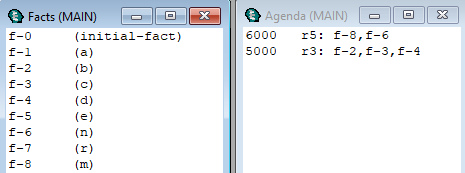 Facts (MAIN)
f-0 (initial-fact)
f-1 (a)
f-2 (b)
f-3 (c)
f-4 (d)
f-5 (e)
f-6 (n)
f-7 (r)
f-8 (m)
Agenda (MAIN)
6000 r5: f-8,f-6
5000 r3: f-2,f-3,f-4